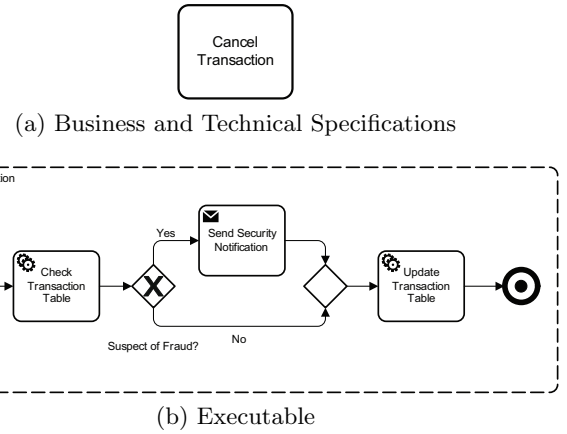 Cancel
Transaction
(a) Business and Technical Specifications
tion
Yes
Send Security
Notification
Check
Transaction
Table
Update
Transaction
Table
Suspect of Fraud?
No
(b) Executable